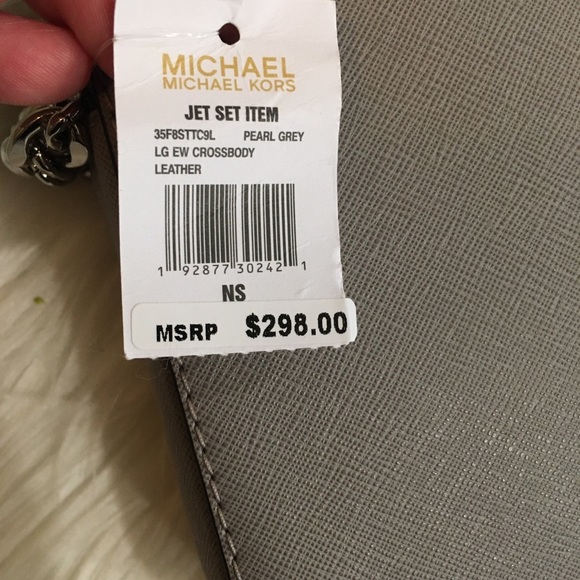 MICHAEL
MICHAEL KORS
JET SET ITEM
35F8STTC9L PEARL GREY
LG EW CROSSBODY
LEATHER
1 92877 30242 1
NS
MSRP $298.00